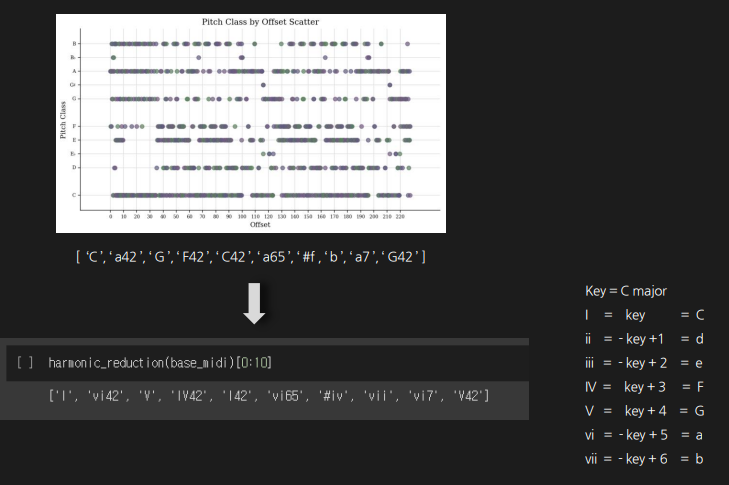 Pitch Class by Offset Scatter
Pitch Class
B
B♭
A
G♯
G
F
E
E♭
D
C
0 10 20 30 40 50 60 70 80 90 100 110 120 130 140 150 160 170 180 190 200 210 220
Offset
[ ‘C’,‘a42’,‘G’,‘F42’,‘C42’,‘a65’,‘#f’,‘b’,‘a7’,‘G42’]
[ ] harmonic_reduction(base_midi)[0:10]
['I', 'vi42', 'V', 'IV42', 'I42', 'vi65', '#iv', 'vii', 'vi7', 'V42']
Key = C major
I = key = C
ii = - key +1 = d
iii = - key + 2 = e
IV = key + 3 = F
V = key + 4 = G
vi = - key + 5 = a
vii = - key + 6 = b